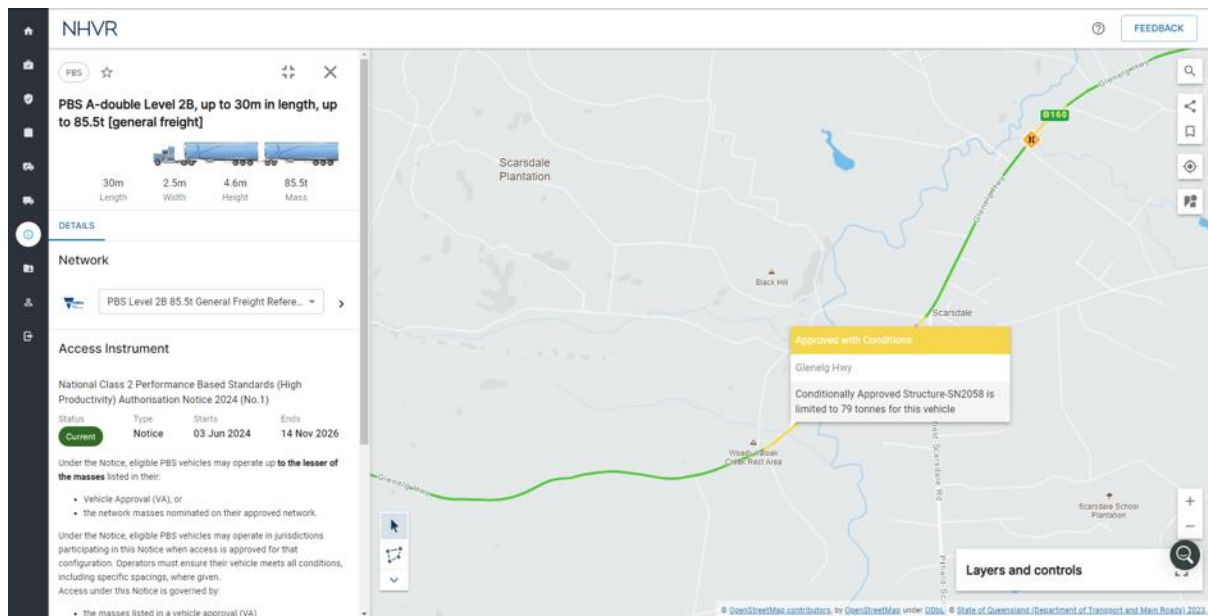 NHVR
FEEDBACK
PBS
PBS A-double Level 2B, up to 30m in length, up
to 85.5t [general freight]
30m 2.5m 4.6m 85.5t
Length Width Height Mass
DETAILS
Network
PBS Level 2B 85.5t General Freight Refere...
Access Instrument
National Class 2 Performance Based Standards (High
Productivity) Authorisation Notice 2024 (No.1)
Status Type Starts Ends
Current Notice 03 Jun 2024 14 Nov 2026
Under the Notice, eligible PBS vehicles may operate up to the lesser of
the masses listed in their:
• Vehicle Approval (VA), or
• the network masses nominated on their approved network.
Under the Notice, eligible PBS vehicles may operate in jurisdictions
participating in this Notice when access is approved for that
configuration. Operators must ensure their vehicle meets all conditions,
including specific spacings, where given.
Access under this Notice is governed by:
• the masses listed in a vehicle approval (VA)
Glenelg Hwy
B160
Scarsdale
Plantation
Glenelg Hwy
Black Hill
Scarsdale
Approved with Conditions
Glenelg Hwy
Conditionally Approved Structure-SN2058 is
limited to 79 tonnes for this vehicle
Creek Rest Area
Glenelg Hwy
Scarsdale Rd
Scarsdale School
Plantation
Layers and controls
© OpenStreetMap contributors, by OpenStreetMap under ODbL, © State of Queensland (Department of Transport and Main Roads) 2023